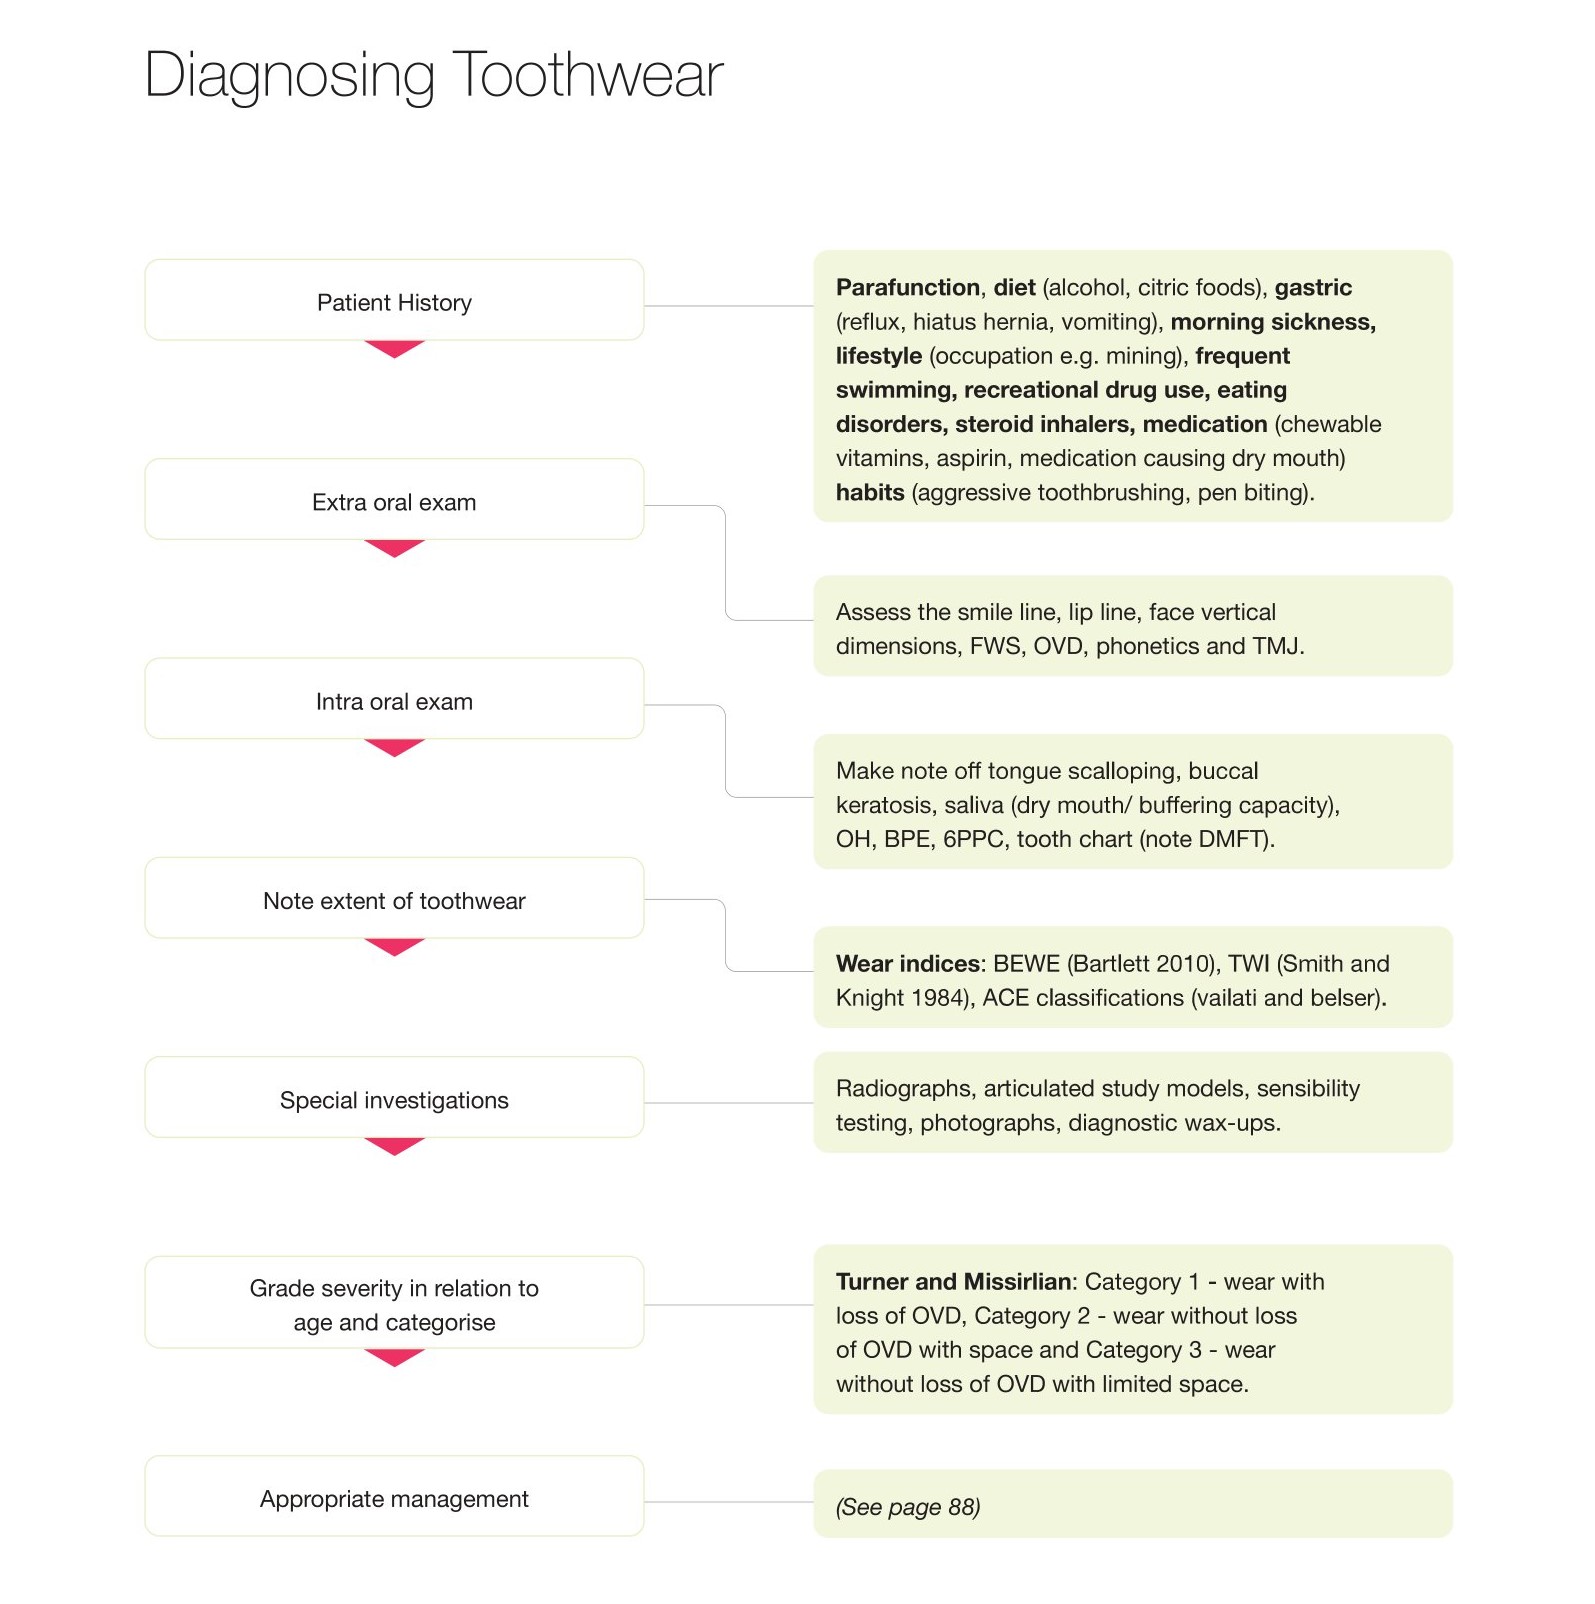 Diagnosing Toothwear
Patient History
Parafunction, diet (alcohol, citric foods), gastric
(reflux, hiatus hernia, vomiting), morning sickness,
lifestyle (occupation e.g. mining), frequent
swimming, recreational drug use, eating
disorders, steroid inhalers, medication (chewable
vitamins, aspirin, medication causing dry mouth)
habits (aggressive toothbrushing, pen biting).
Extra oral exam
Assess the smile line, lip line, face vertical
dimensions, FWS, OVD, phonetics and TMJ.
Intra oral exam
Make note off tongue scalloping, buccal
keratosis, saliva (dry mouth/ buffering capacity),
OH, BPE, 6PPC, tooth chart (note DMFT).
Note extent of toothwear
Wear indices: BEWE (Bartlett 2010), TWI (Smith and
Knight 1984), ACE classifications (vailati and belser).
Special investigations
Radiographs, articulated study models, sensibility
testing, photographs, diagnostic wax-ups.
Grade severity in relation to
age and categorise
Turner and Missirlian: Category 1 - wear with
loss of OVD, Category 2 - wear without loss
of OVD with space and Category 3 - wear
without loss of OVD with limited space.
Appropriate management
(See page 88)